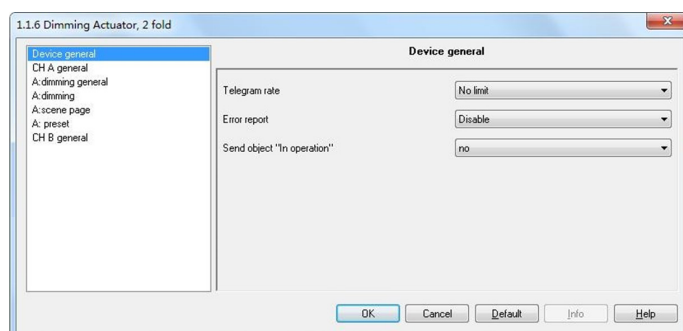 1.1.6 Dimming Actuator, 2 fold
Device general
CH A general
A:dimming general
A:dimming
A:scene page
A: preset
CH B general
Device general
Telegram rate
No limit
Error report
Disable
Send object "In operation"
no
OK
Cancel
Default
Info
Help